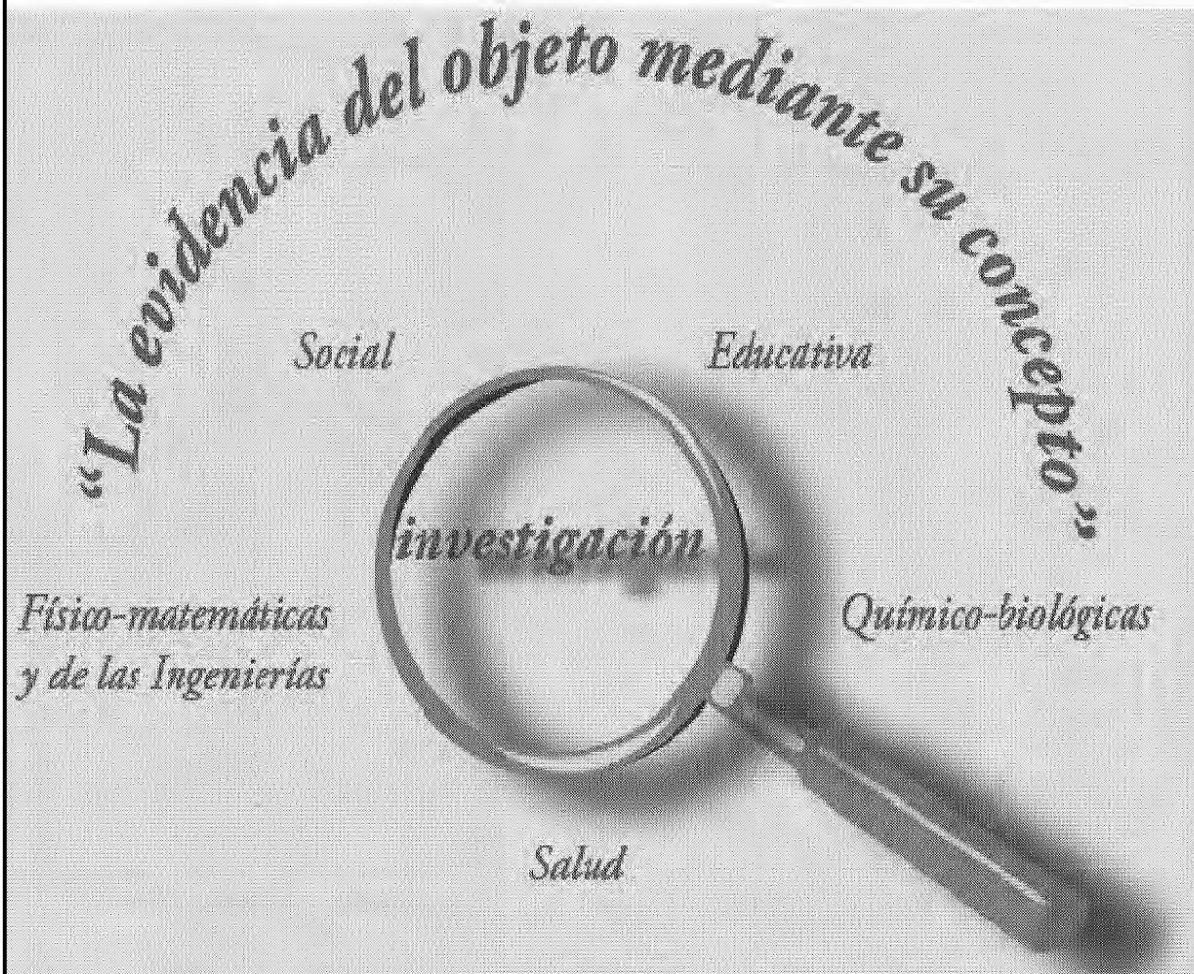 “La evidencia del objeto mediante su concepto”
Social
Educativa
investigación
Físico-matemáticas
y de las Ingenierías
Químico-biológicas
Salud